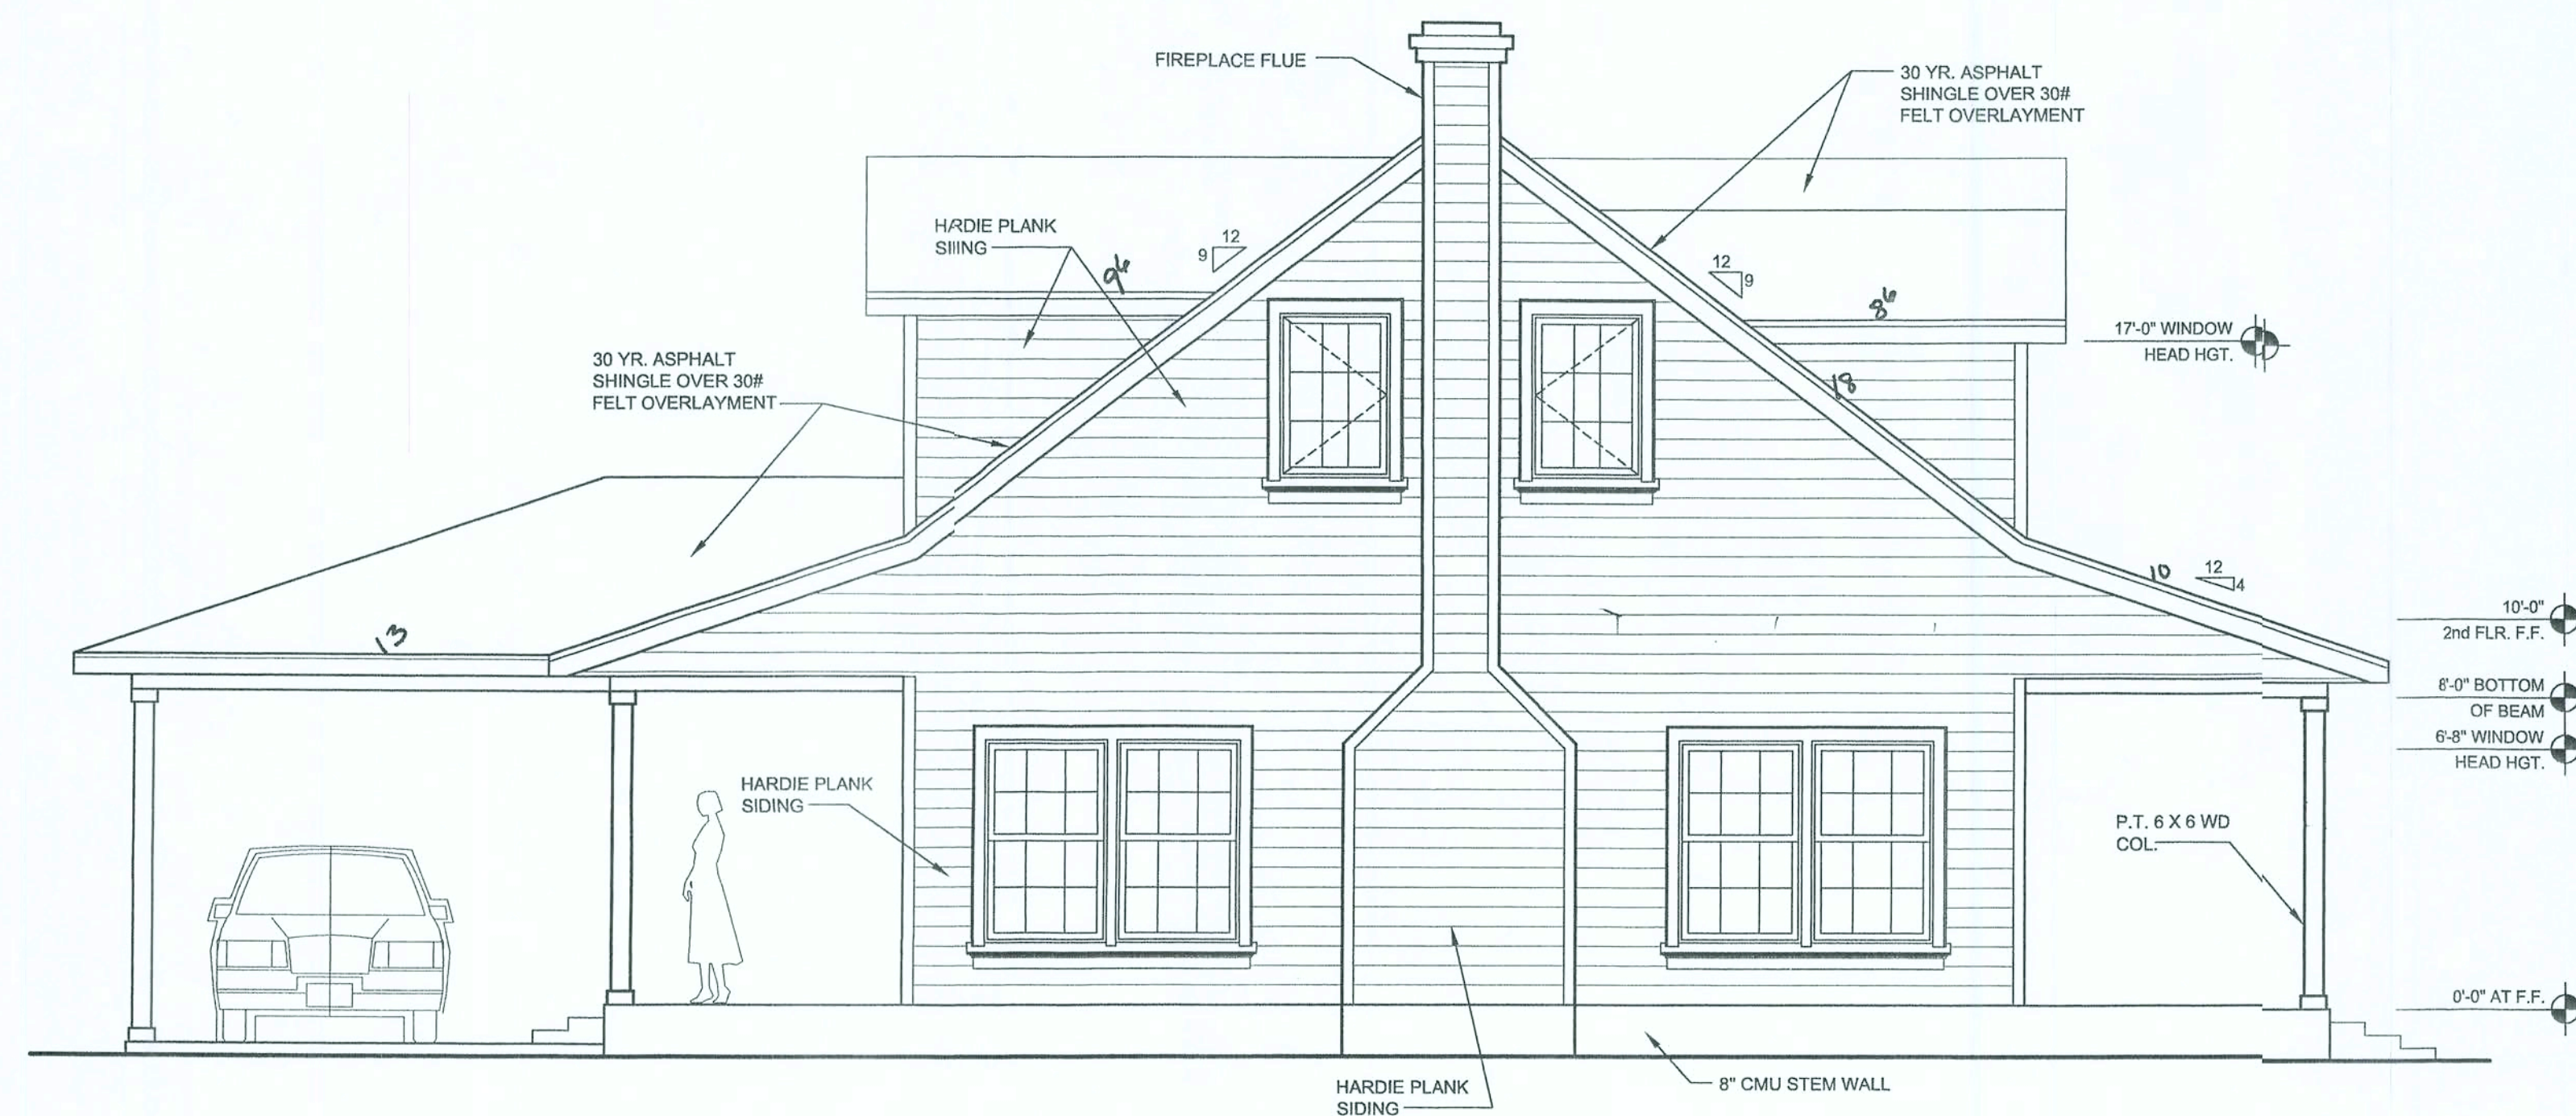 FIREPLACE FLUE
30 YR. ASPHALT
SHINGLE OVER 30#
FELT OVERLAYMENT
HARDIE PLANK
SIIING
9
12
9⁶
12
9
8⁶
17'-0" WINDOW
HEAD HGT.
30 YR. ASPHALT
SHINGLE OVER 30#
FELT OVERLAYMENT
18
10
12
4
10'-0"
2nd FLR. F.F.
13
8'-0" BOTTOM
OF BEAM
6'-8" WINDOW
HEAD HGT.
HARDIE PLANK
SIDING
P.T. 6 X 6 WD
COL.
0'-0" AT F.F.
HARDIE PLANK
SIDING
8" CMU STEM WALL